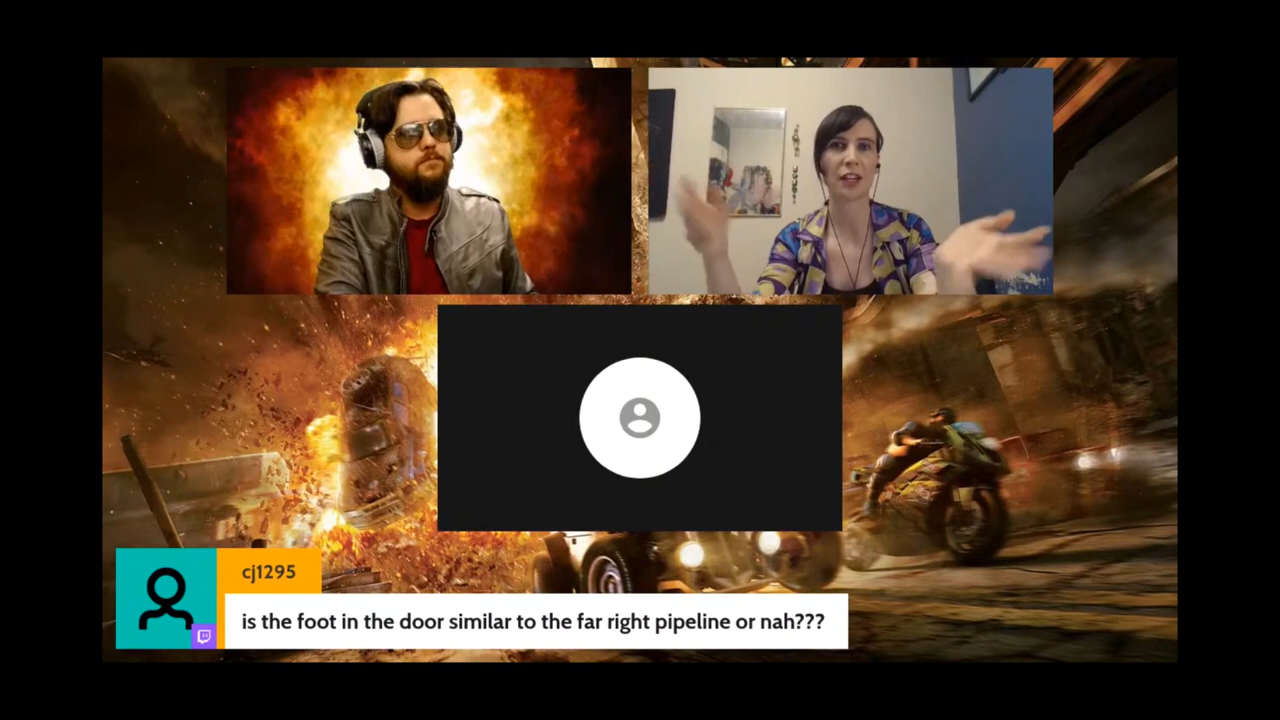 cj1295
is the foot in the door similar to the far right pipeline or nah???